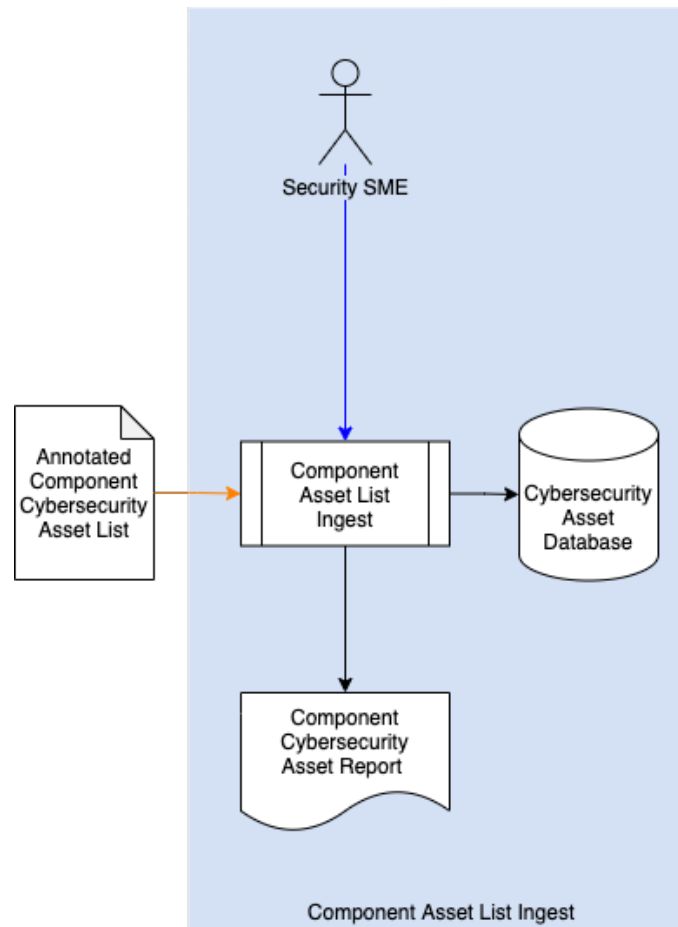 Security SME
Annotated
Component
Cybersecurity
Asset List
Component
Asset List
Ingest
Cybersecurity
Asset
Database
Component
Cybersecurity
Asset Report
Component Asset List Ingest